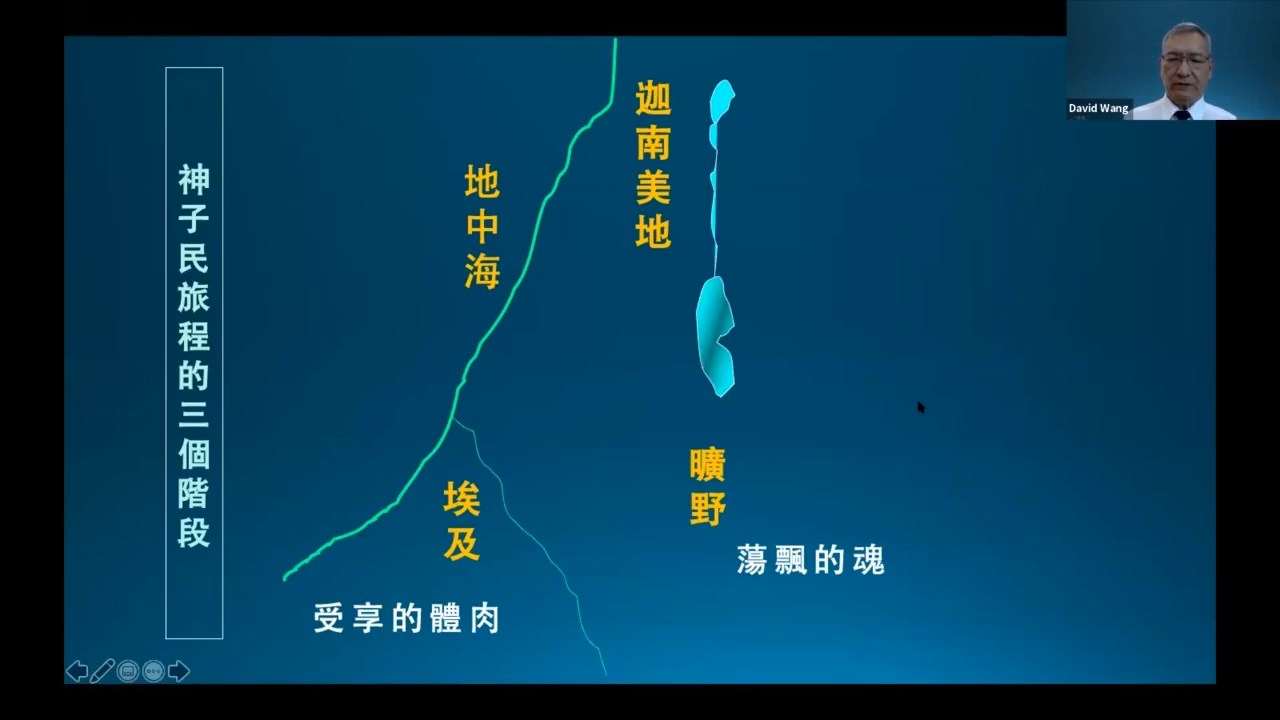 神子民旅程的三個階段
迦南美地
地中海
曠野
魂的飄蕩
埃及
肉體的享受
David Wang